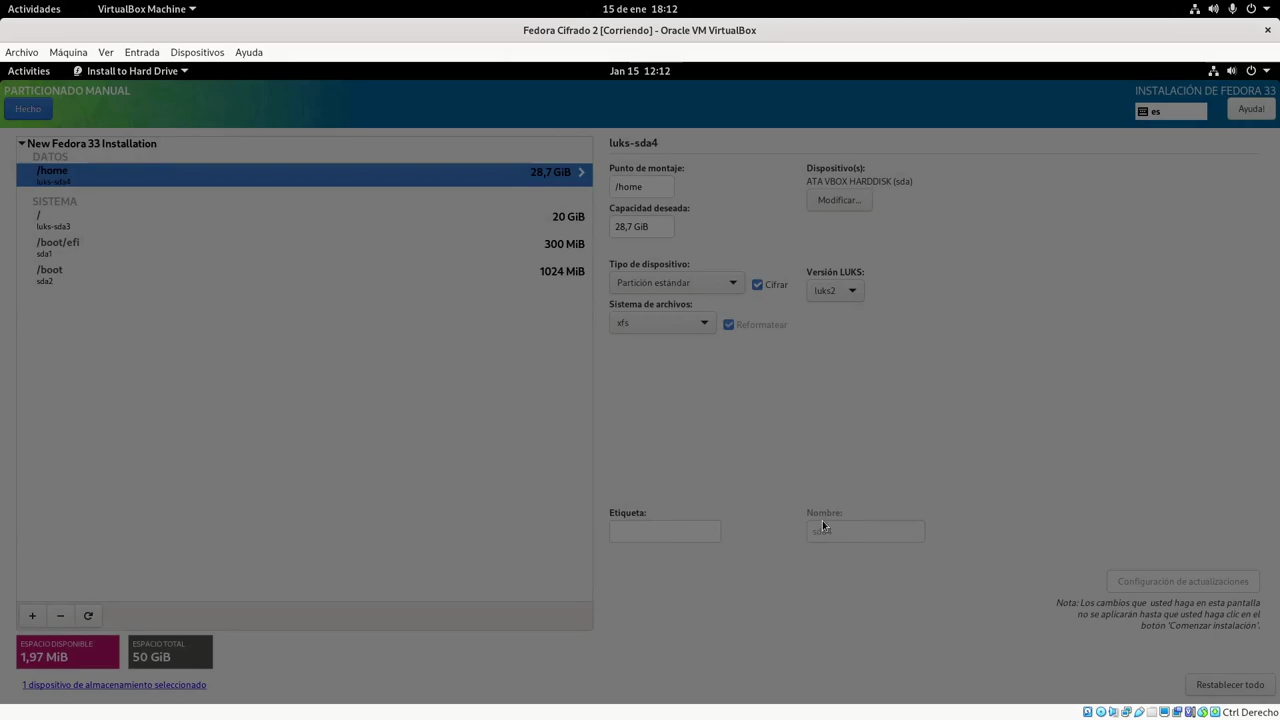 Actividades
VirtualBox Machine
15 de ene 18:12
Fedora Cifrado 2 [Corriendo] - Oracle VM VirtualBox
Archivo Máquina Ver Entrada Dispositivos Ayuda
Activities
Install to Hard Drive
Jan 15 12:12
PARTICIONADO MANUAL
INSTALACIÓN DE FEDORA 33
Hecho
es
Ayuda!
New Fedora 33 Installation
DATOS
/home
luks-sda4
28,7 GiB
SISTEMA
/
luks-sda3
20 GiB
/boot/efi
sda1
300 MiB
/boot
sda2
1024 MiB
luks-sda4
Punto de montaje:
/home
Dispositivo(s):
ATA VBOX HARDDISK (sda)
Modificar...
Capacidad deseada:
28,7 GiB
Tipo de dispositivo:
Partición estándar
Cifrar
Versión LUKS:
luks2
Sistema de archivos:
xfs
Reformatear
Etiqueta:
Nombre:
sda4
Configuración de actualizaciones
Nota: Los cambios que usted haga en esta pantalla
no se aplicarán hasta que usted haga clic en el
botón 'Comenzar instalación'.
+ −
ESPACIO DISPONIBLE
1,97 MiB
ESPACIO TOTAL
50 GiB
1 dispositivo de almacenamiento seleccionado
Restablecer todo
Ctrl Derecho